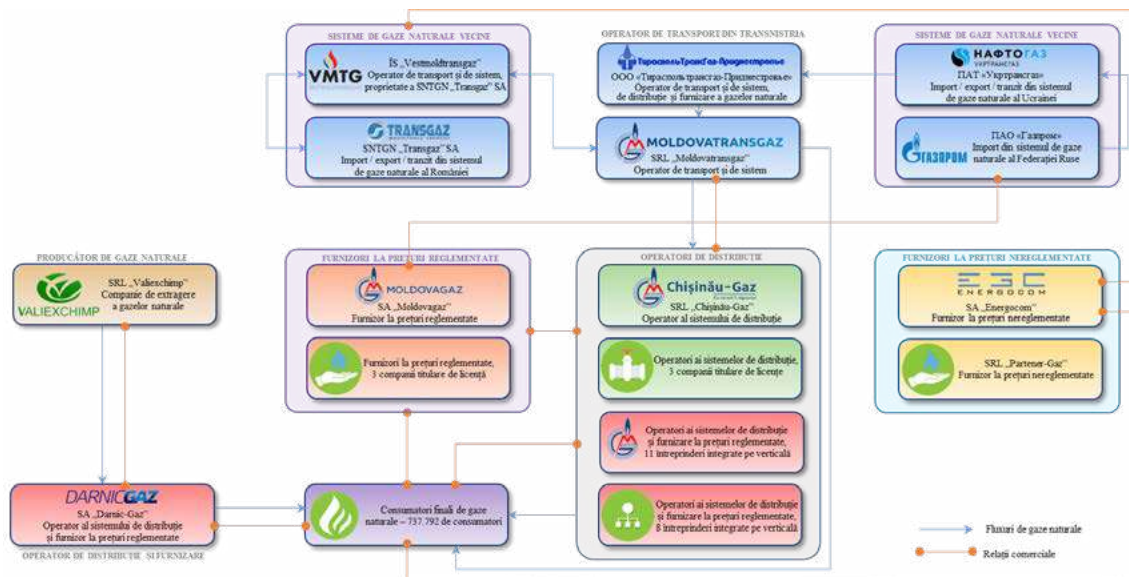 SISTEME DE GAZE NATURALE VECINE
VMTG
ÎS „Vestmoldtransgaz”
Operator de transport și de sistem,
proprietate a SNTGN „Transgaz” SA
TRANSGAZ
SNTGN „Transgaz” SA
Import / export / tranzit din sistemul
de gaze naturale al României
OPERATOR DE TRANSPORT DIN TRANSNISTRIA
ТираспольТрансГаз-Приднестровье
ООО «Тираспольтрансгаз-Приднестровье»
Operator de transport și de sistem,
de distribuție și furnizare a gazelor naturale
MOLDOVATRANSGAZ
SRL „Moldovatransgaz”
Operator de transport și de sistem
SISTEME DE GAZE NATURALE VECINE
НАФТОГАЗ
УКРТРАНСГАЗ
ПАТ «Укртрансгаз»
Import / export / tranzit din sistemul
de gaze naturale al Ucrainei
ГАЗПРОМ
ПАО «Газпром»
Import din sistemul de gaze
naturale al Federației Ruse
PRODUCĂTOR DE GAZE NATURALE
VALIEXCHIMP
SRL „Valiexchimp”
Companie de extragere
a gazelor naturale
FURNIZORI LA PREȚURI REGLEMENTATE
MOLDOVAGAZ
SA „Moldovagaz”
Furnizor la prețuri reglementate
Furnizori la prețuri reglementate,
3 companii titulare de licență
OPERATORI DE DISTRIBUȚIE
Chișinău-Gaz
SRL „Chișinău-Gaz”
Operator al sistemului de distribuție
Operatori ai sistemelor de distribuție,
3 companii titulare de licențe
Operatori ai sistemelor de distribuție
și furnizare la prețuri reglementate,
11 întreprinderi integrate pe verticală
Operatori ai sistemelor de distribuție
și furnizare la prețuri reglementate,
8 întreprinderi integrate pe verticală
FURNIZORI LA PREȚURI NEREGLEMENTATE
ENERGOCOM
SA „Energocom”
Furnizor la prețuri nereglementate
SRL „Partener-Gaz”
Furnizor la prețuri nereglementate
DARNICGAZ
SA „Darnic-Gaz”
Operator al sistemului de distribuție
și furnizor la prețuri reglementate
OPERATOR DE DISTRIBUȚIE SI FURNIZARE
Consumatori finali de gaze
naturale – 737.792 de consumatori
Fluxuri de gaze naturale
Relații comerciale